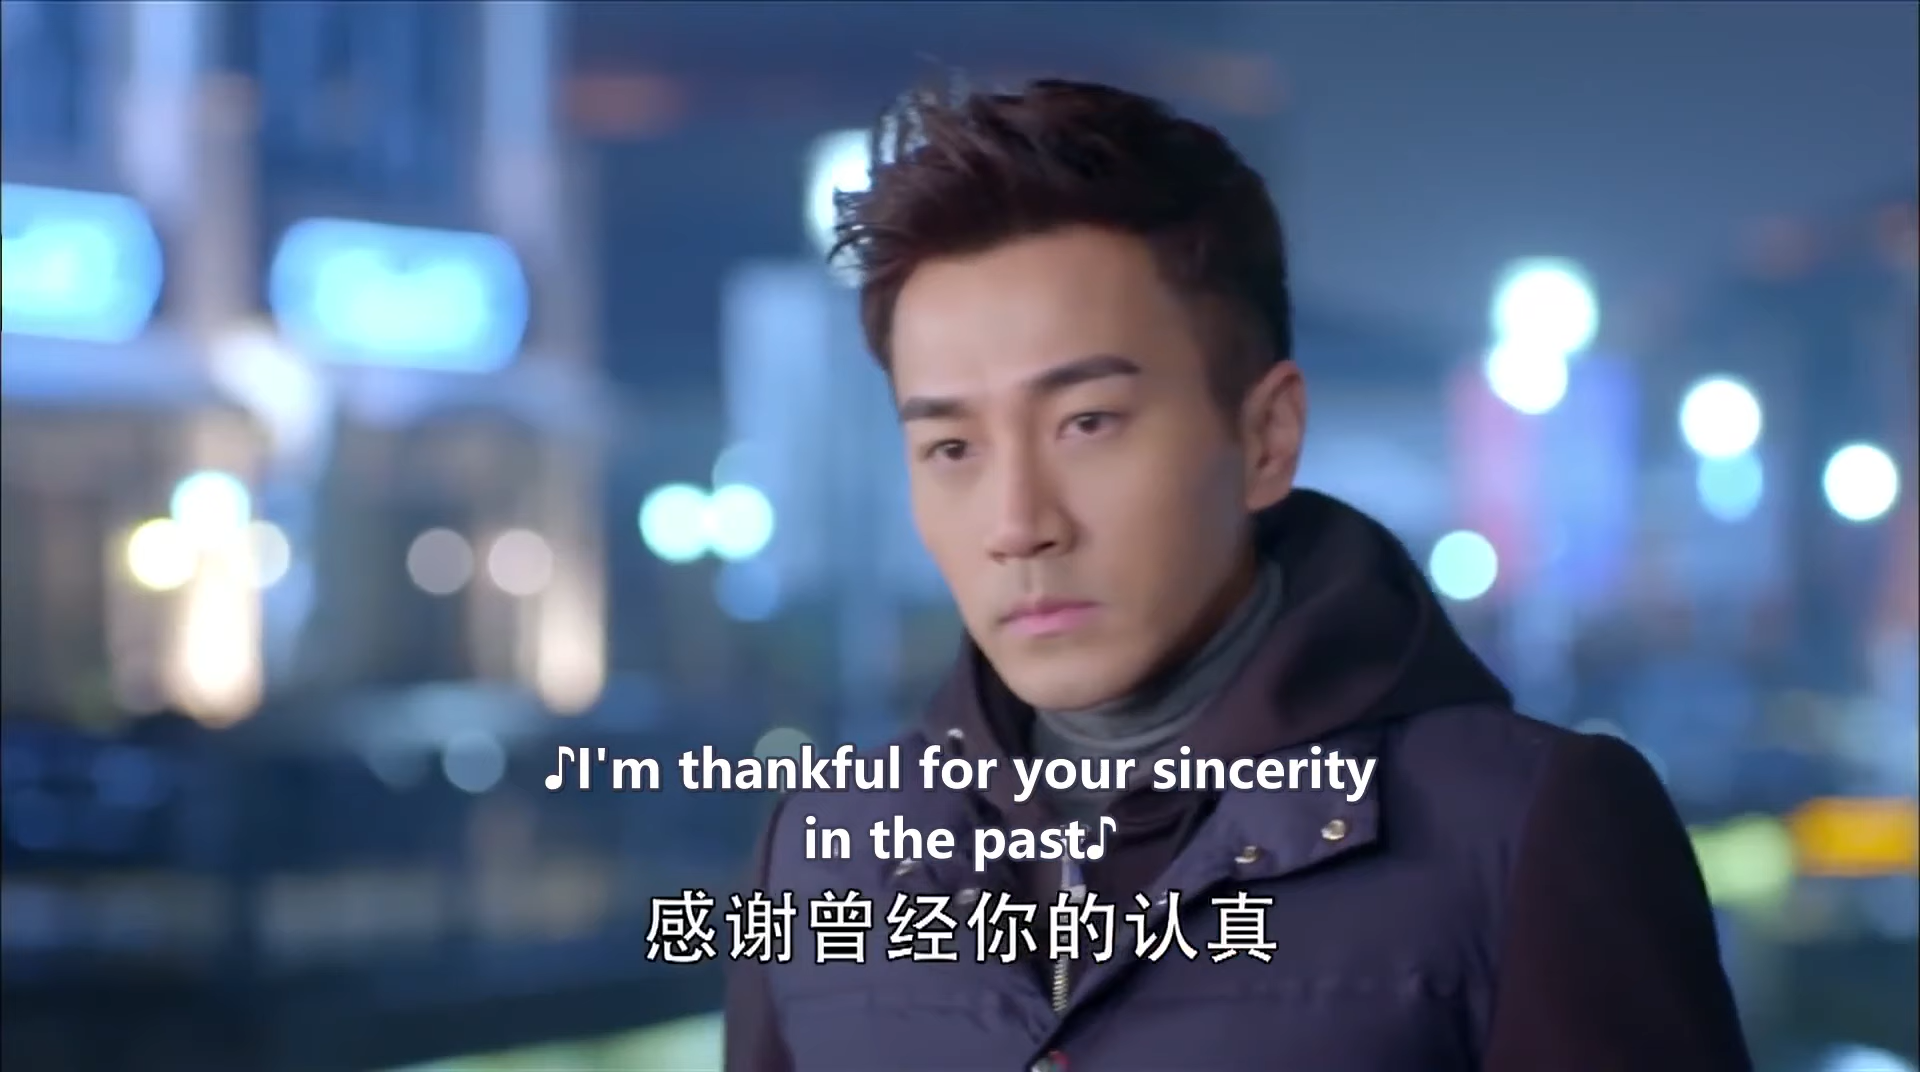 ♪I'm thankful for your sincerity
in the past♪
感谢曾经你的认真